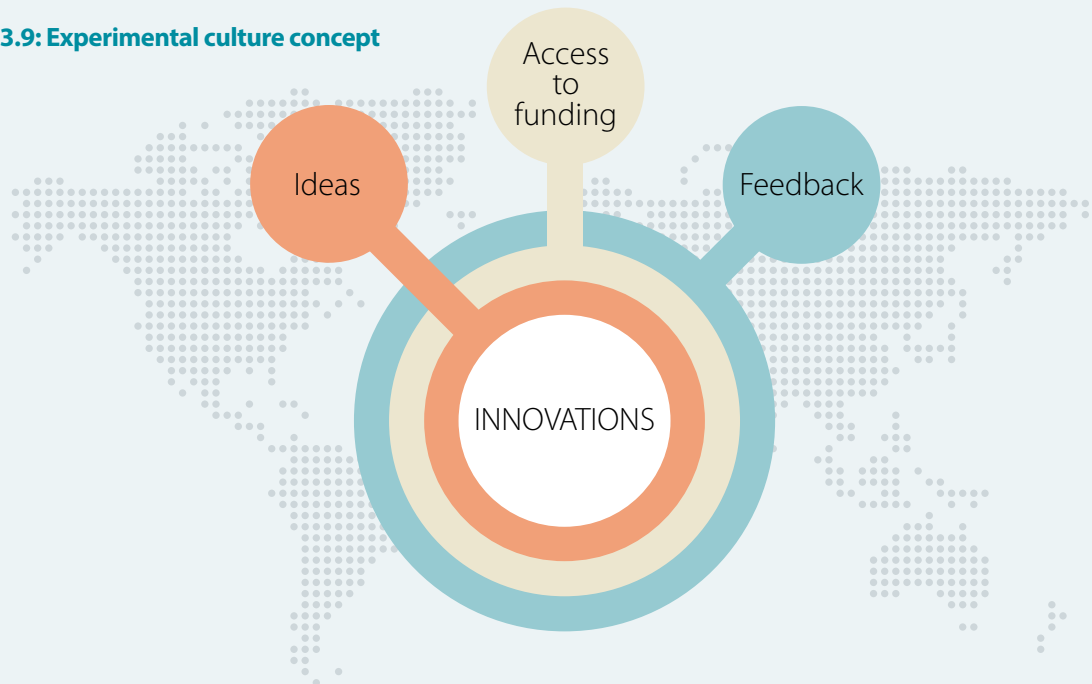 3.9: Experimental culture concept
Access
to
funding
Ideas
Feedback
INNOVATIONS